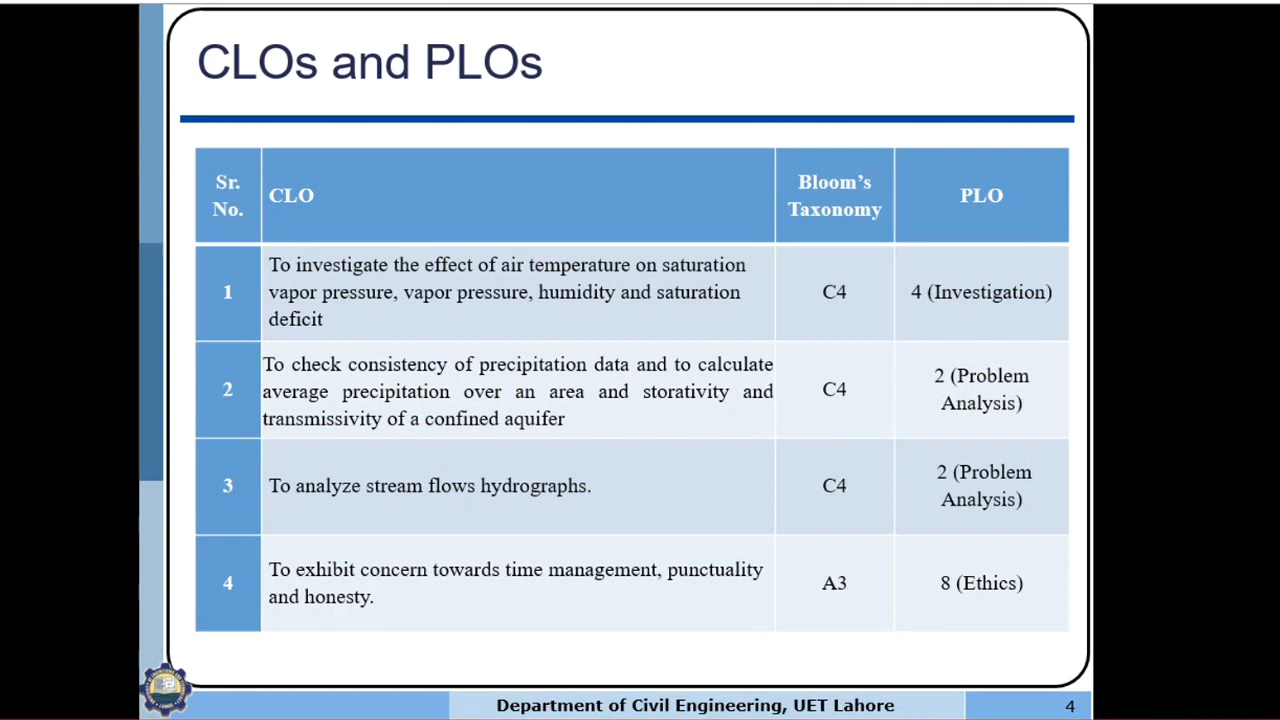 CLOs and PLOs
Sr.
No.
CLO
Bloom's
Taxonomy
PLO
1
To investigate the effect of air temperature on saturation
vapor pressure, vapor pressure, humidity and saturation
deficit
C4
4 (Investigation)
2
To check consistency of precipitation data and to calculate
average precipitation over an area and storativity and
transmissivity of a confined aquifer
C4
2 (Problem
Analysis)
3
To analyze stream flows hydrographs.
C4
2 (Problem
Analysis)
4
To exhibit concern towards time management, punctuality
and honesty.
A3
8 (Ethics)
Department of Civil Engineering, UET Lahore
4